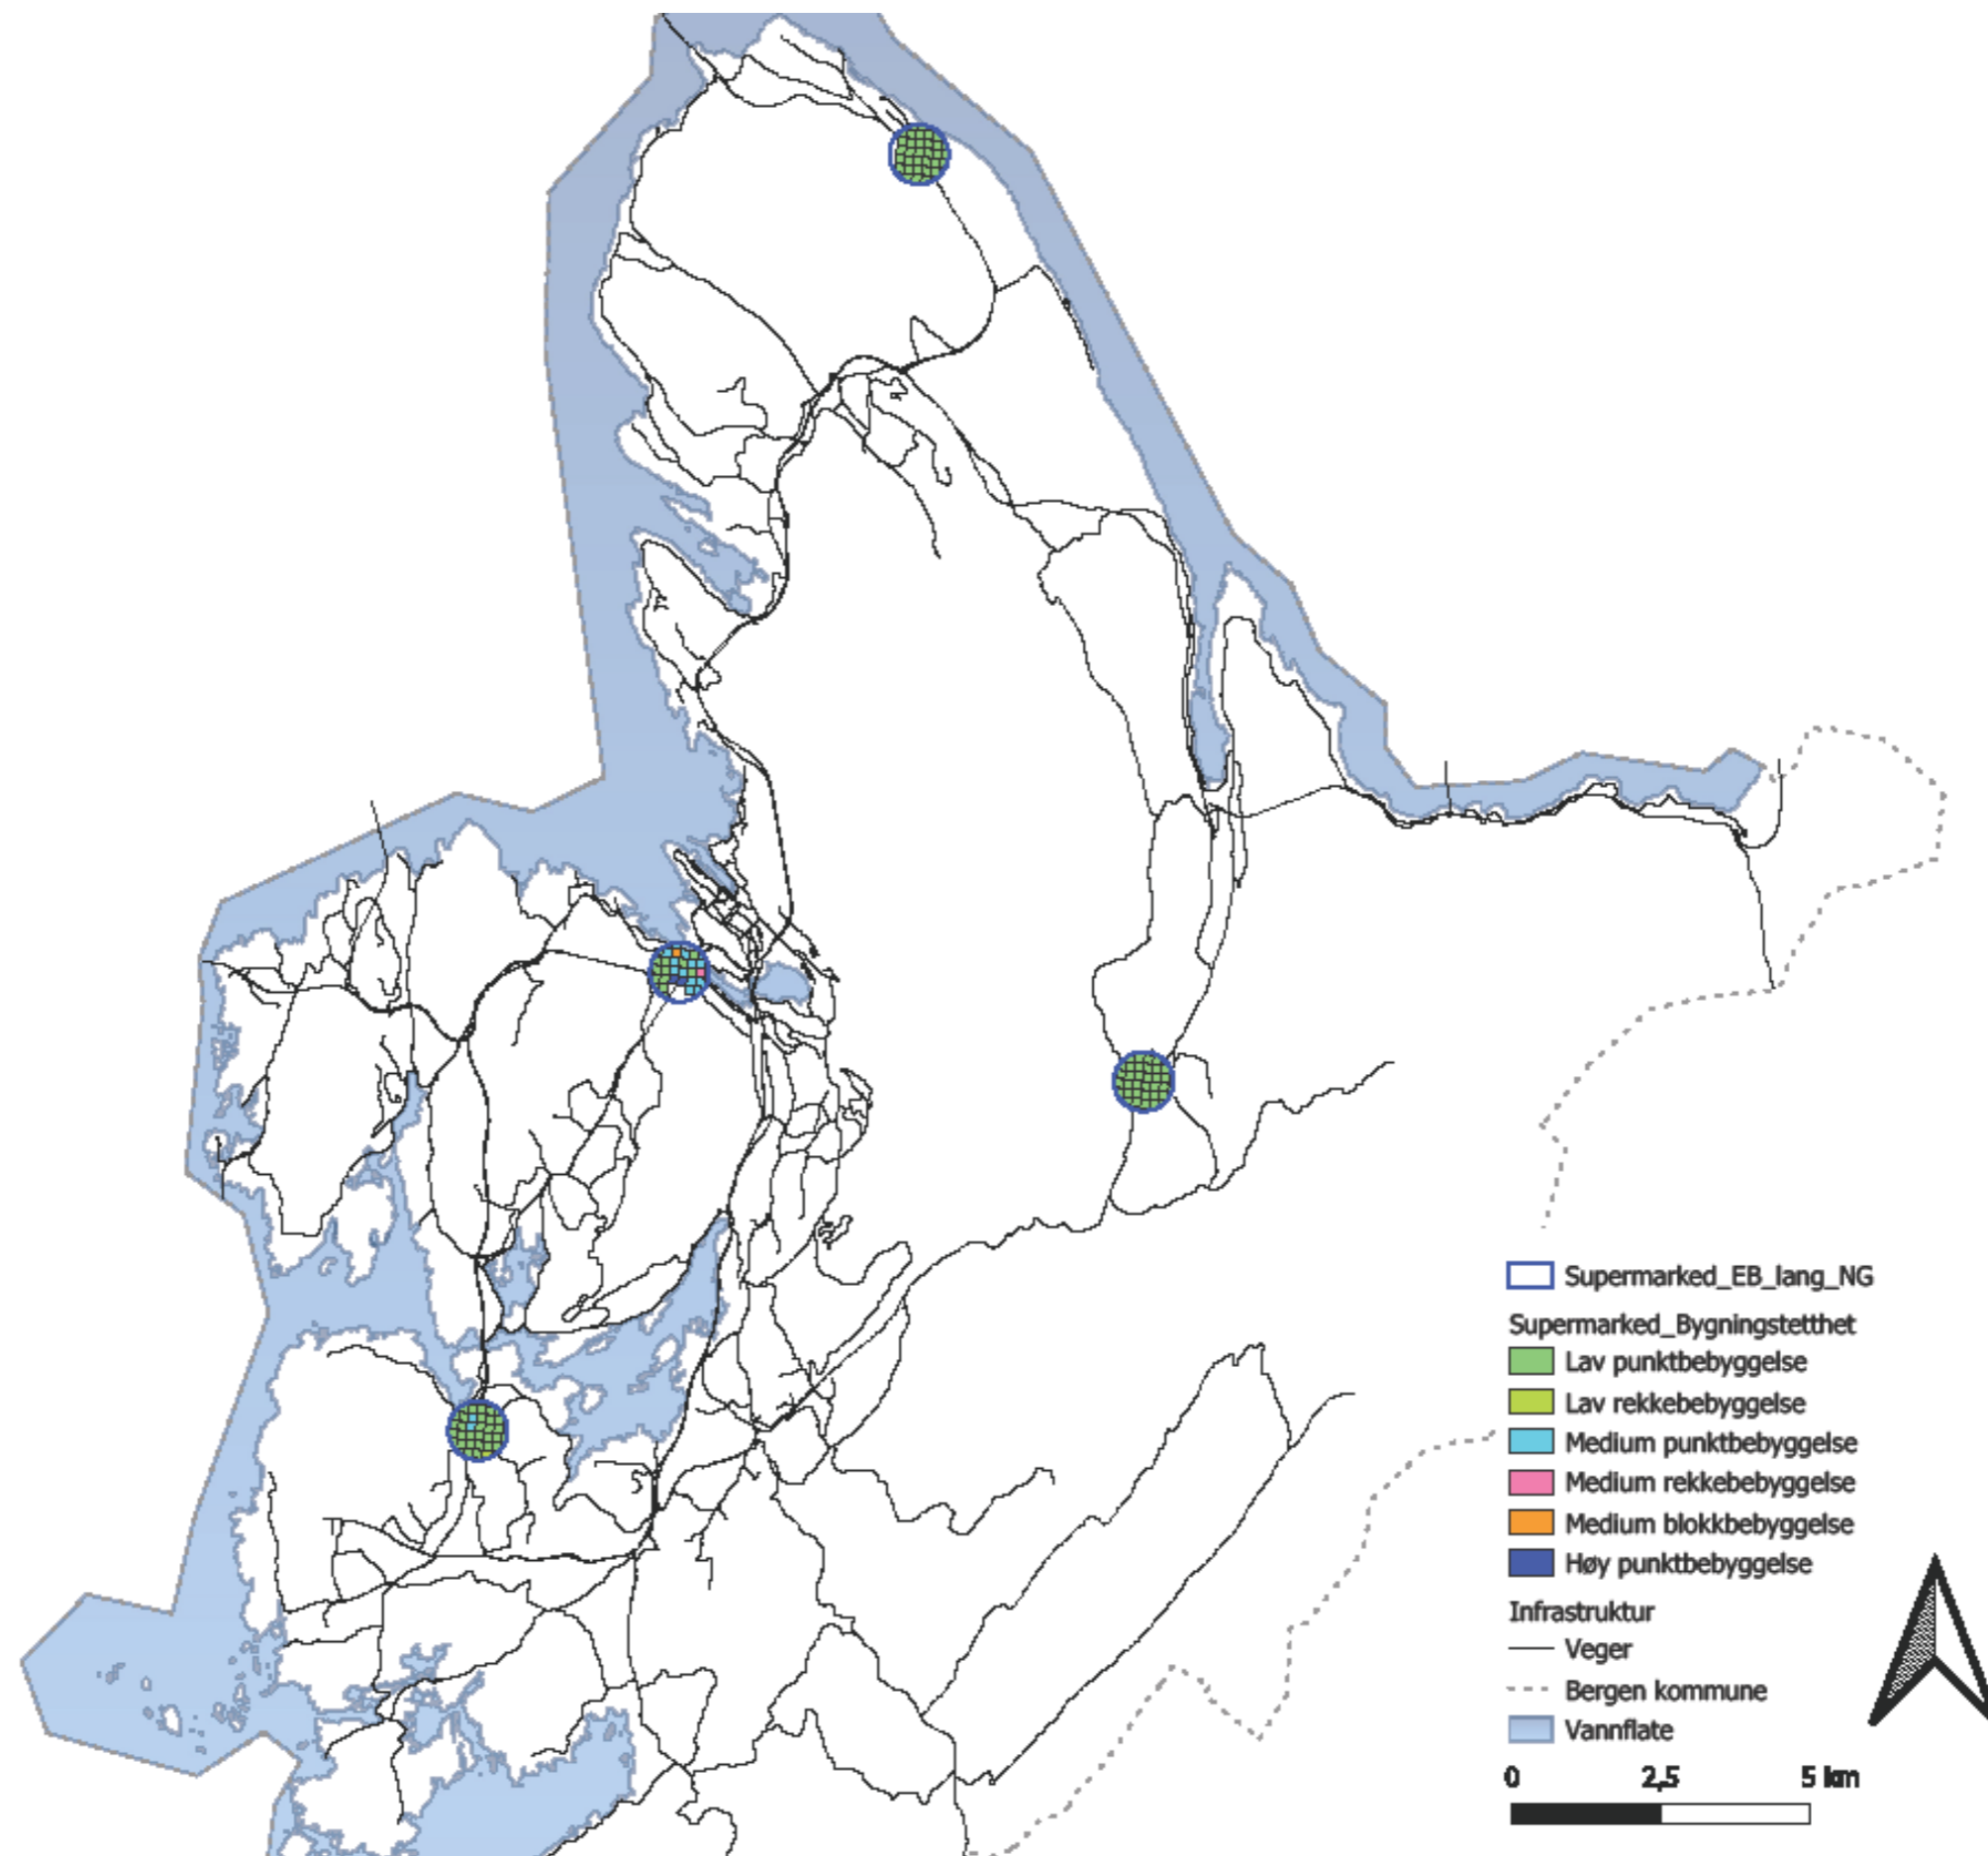 Supermarked_EB_lang_NG
Supermarked_Bygningstetthet
Lav punktbebyggelse
Lav rekkebebyggelse
Medium punktbebyggelse
Medium rekkebebyggelse
Medium blokkbebyggelse
Høy punktbebyggelse
Infrastruktur
Veger
Bergen kommune
Vannflate
0 2,5 5 km